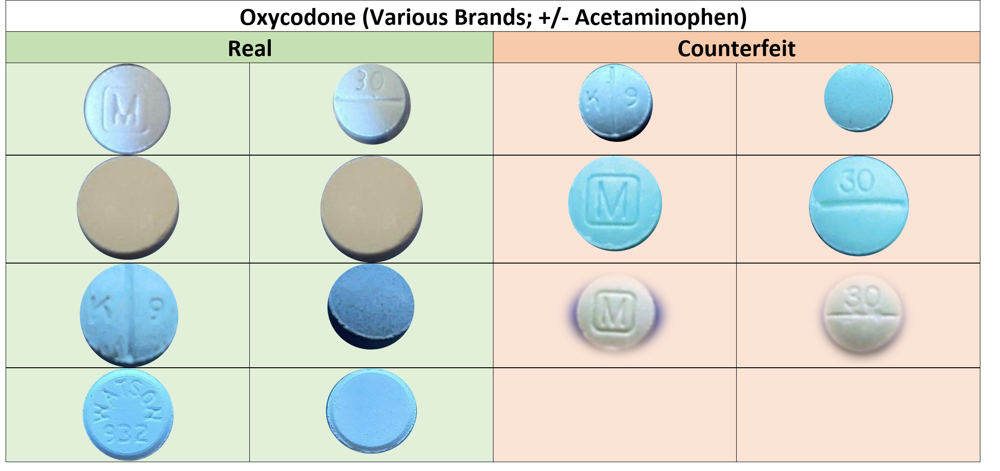 Oxycodone (Various Brands; +/- Acetaminophen)
Real
Counterfeit
M
30
K 9
M
30
K 9
M
30
WATSON
932